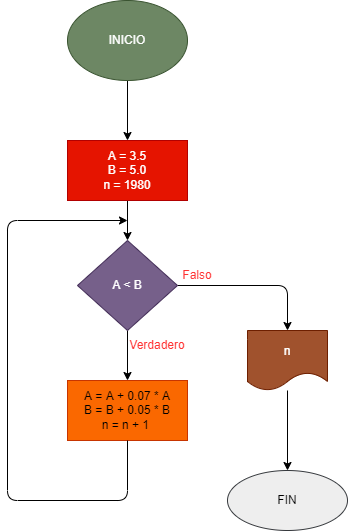 INICIO
A = 3.5
B = 5.0
n = 1980
A < B
Falso
Verdadero
n
A = A + 0.07 * A
B = B + 0.05 * B
n = n + 1
FIN